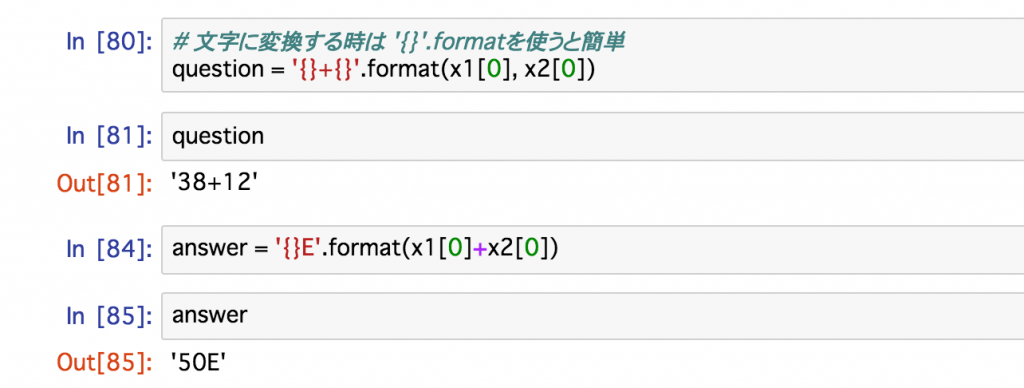 In [80]: # 文字に変換する時は '{}'.formatを使うと簡単
question = '{}+{}'.format(x1[0], x2[0])
In [81]: question
Out[81]: '38+12'
In [84]: answer = '{}E'.format(x1[0]+x2[0])
In [85]: answer
Out[85]: '50E'